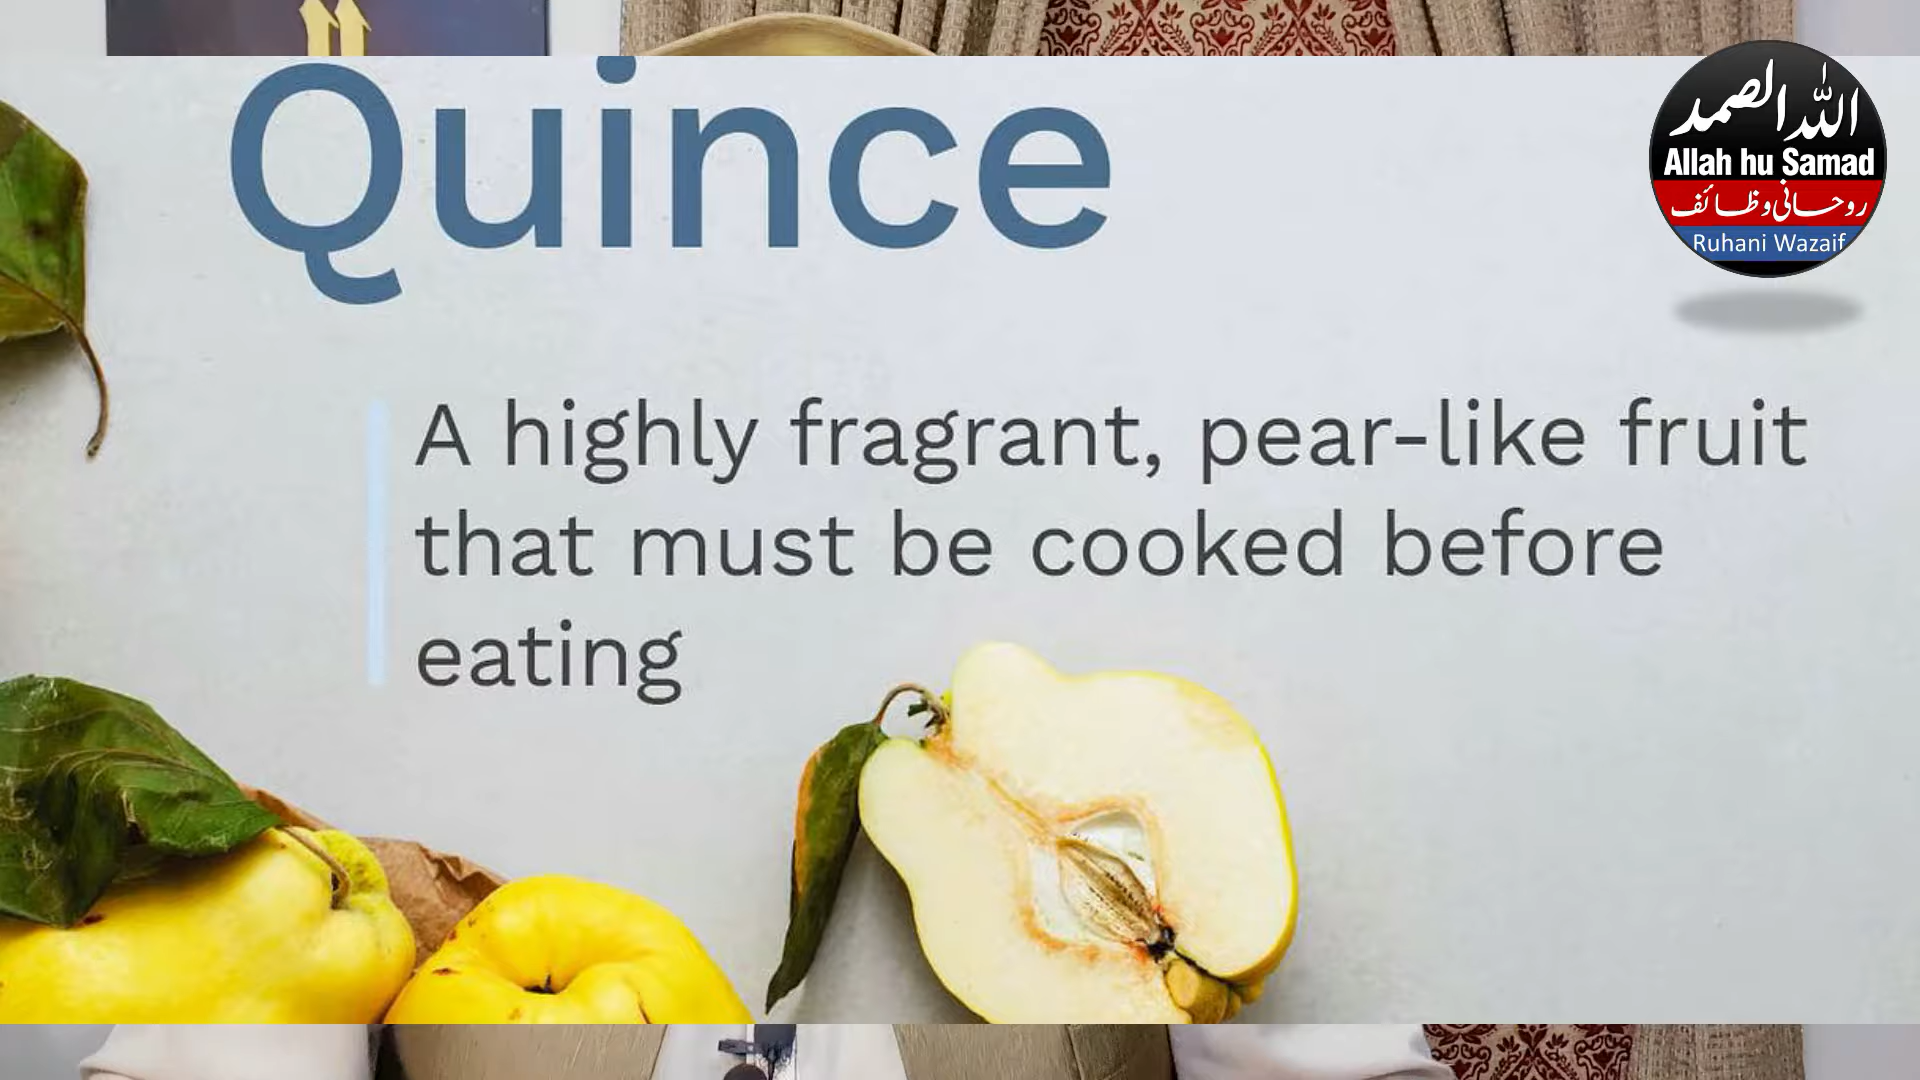 Quince
A highly fragrant, pear-like fruit
that must be cooked before
eating
اللہ الصمد
Allah hu Samad
روحانی وظائف
Ruhani Wazaif